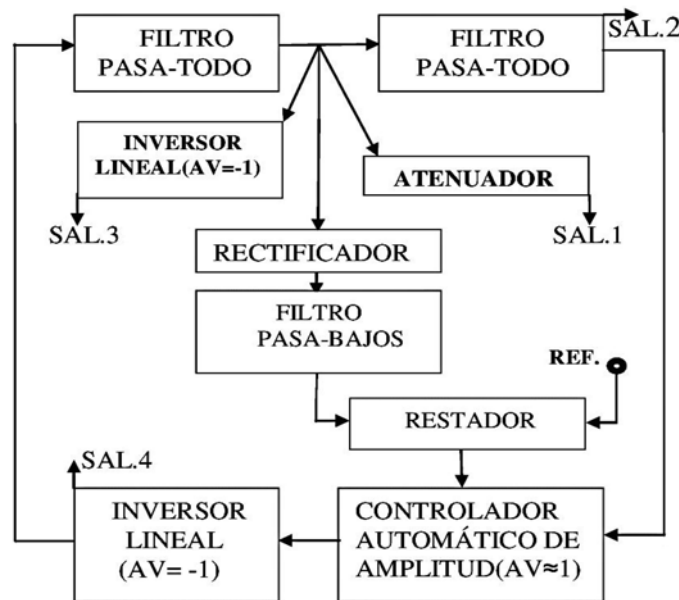 FILTRO
PASA-TODO
FILTRO
PASA-TODO
SAL.2
INVERSOR
LINEAL(AV=-1)
ATENUADOR
SAL.3
SAL.1
RECTIFICADOR
FILTRO
PASA-BAJOS
REF.
RESTADOR
SAL.4
INVERSOR
LINEAL
(AV= -1)
CONTROLADOR
AUTOMÁTICO DE
AMPLITUD(AV≈1)